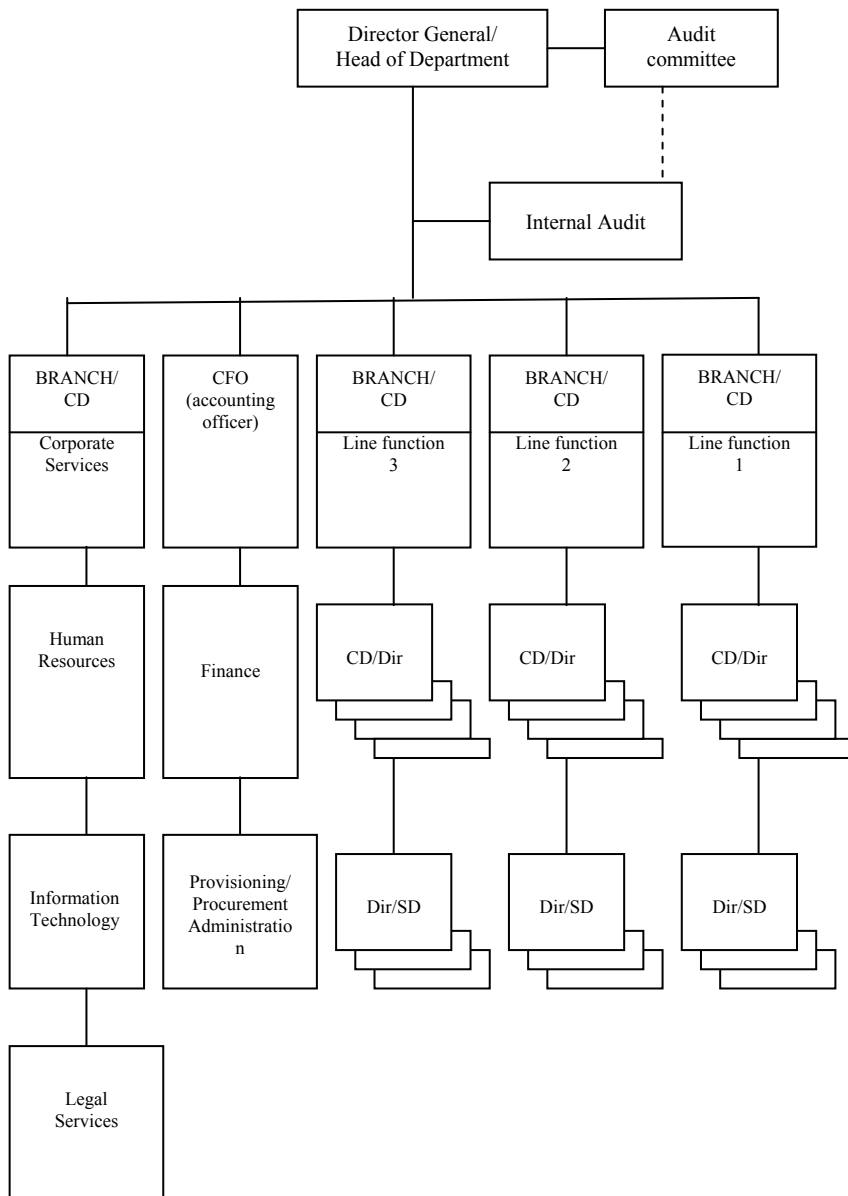 Director General/
Head of Department
Audit
committee
Internal Audit
BRANCH/
CD
Corporate
Services
CFO
(accounting
officer)
BRANCH/
CD
Line function
3
BRANCH/
CD
Line function
2
BRANCH/
CD
Line function
1
Human
Resources
Finance
CD/Dir
CD/Dir
CD/Dir
Information
Technology
Provisioning/
Procurement
Administratio
n
Dir/SD
Dir/SD
Dir/SD
Legal
Services